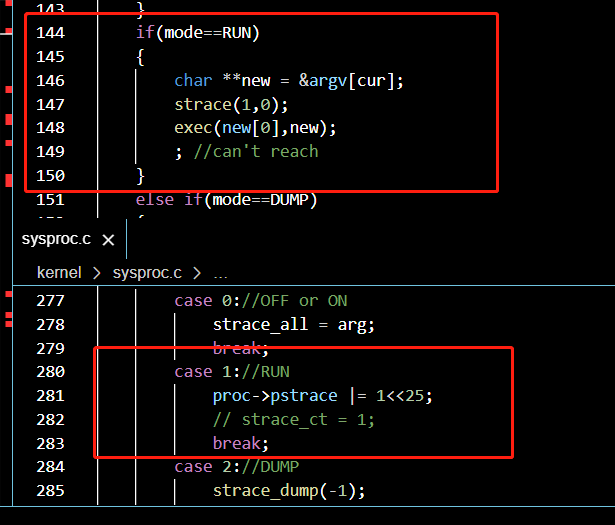 143 }
144 if(mode==RUN)
145 {
146 char **new = &argv[cur];
147 strace(1,0);
148 exec(new[0],new);
149 ; //can't reach
150 }
151 else if(mode==DUMP)
sysproc.c ×
kernel > sysproc.c > ...
277 case 0://OFF or ON
278 strace_all = arg;
279 break;
280 case 1://RUN
281 proc->pstrace |= 1<<25;
282 // strace_ct = 1;
283 break;
284 case 2://DUMP
285 strace_dump(-1);